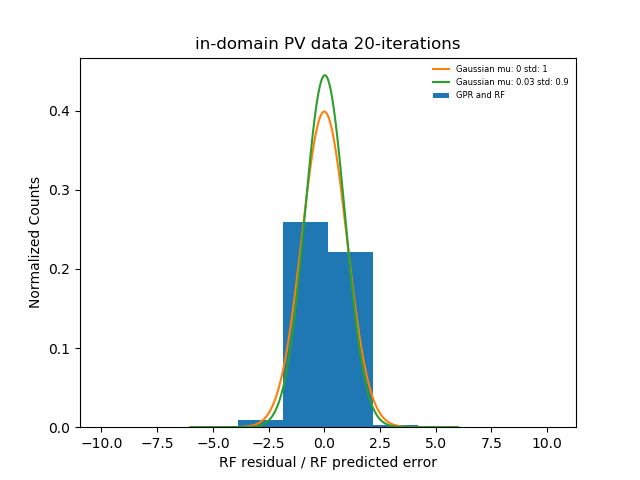 in-domain PV data 20-iterations
Gaussian mu: 0 std: 1
Gaussian mu: 0.03 std: 0.9
GPR and RF
Normalized Counts
0.4
0.3
0.2
0.1
0.0
−10.0 −7.5 −5.0 −2.5 0.0 2.5 5.0 7.5 10.0
RF residual / RF predicted error